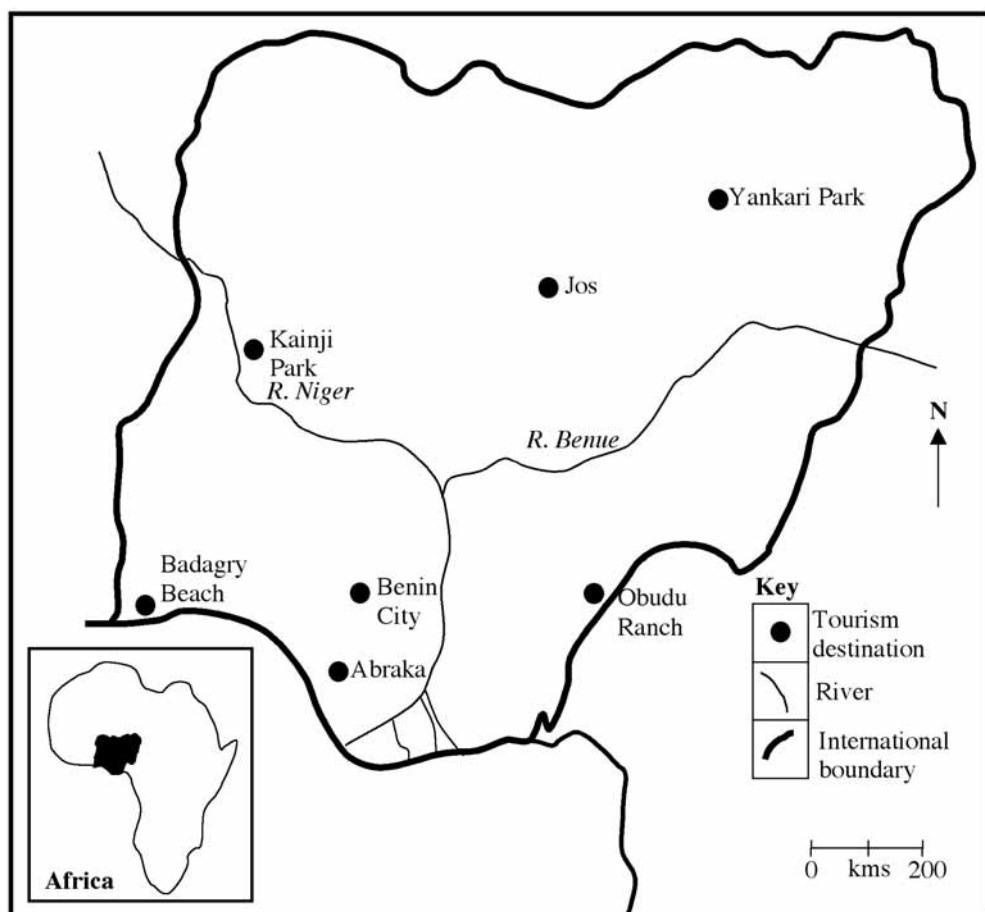 Yankari Park
Jos
Kainji
Park
R. Niger
R. Benue
N
Badagry
Beach
Benin
City
Obudu
Ranch
Abraka
Key
Tourism
destination
River
International
boundary
Africa
0 kms 200